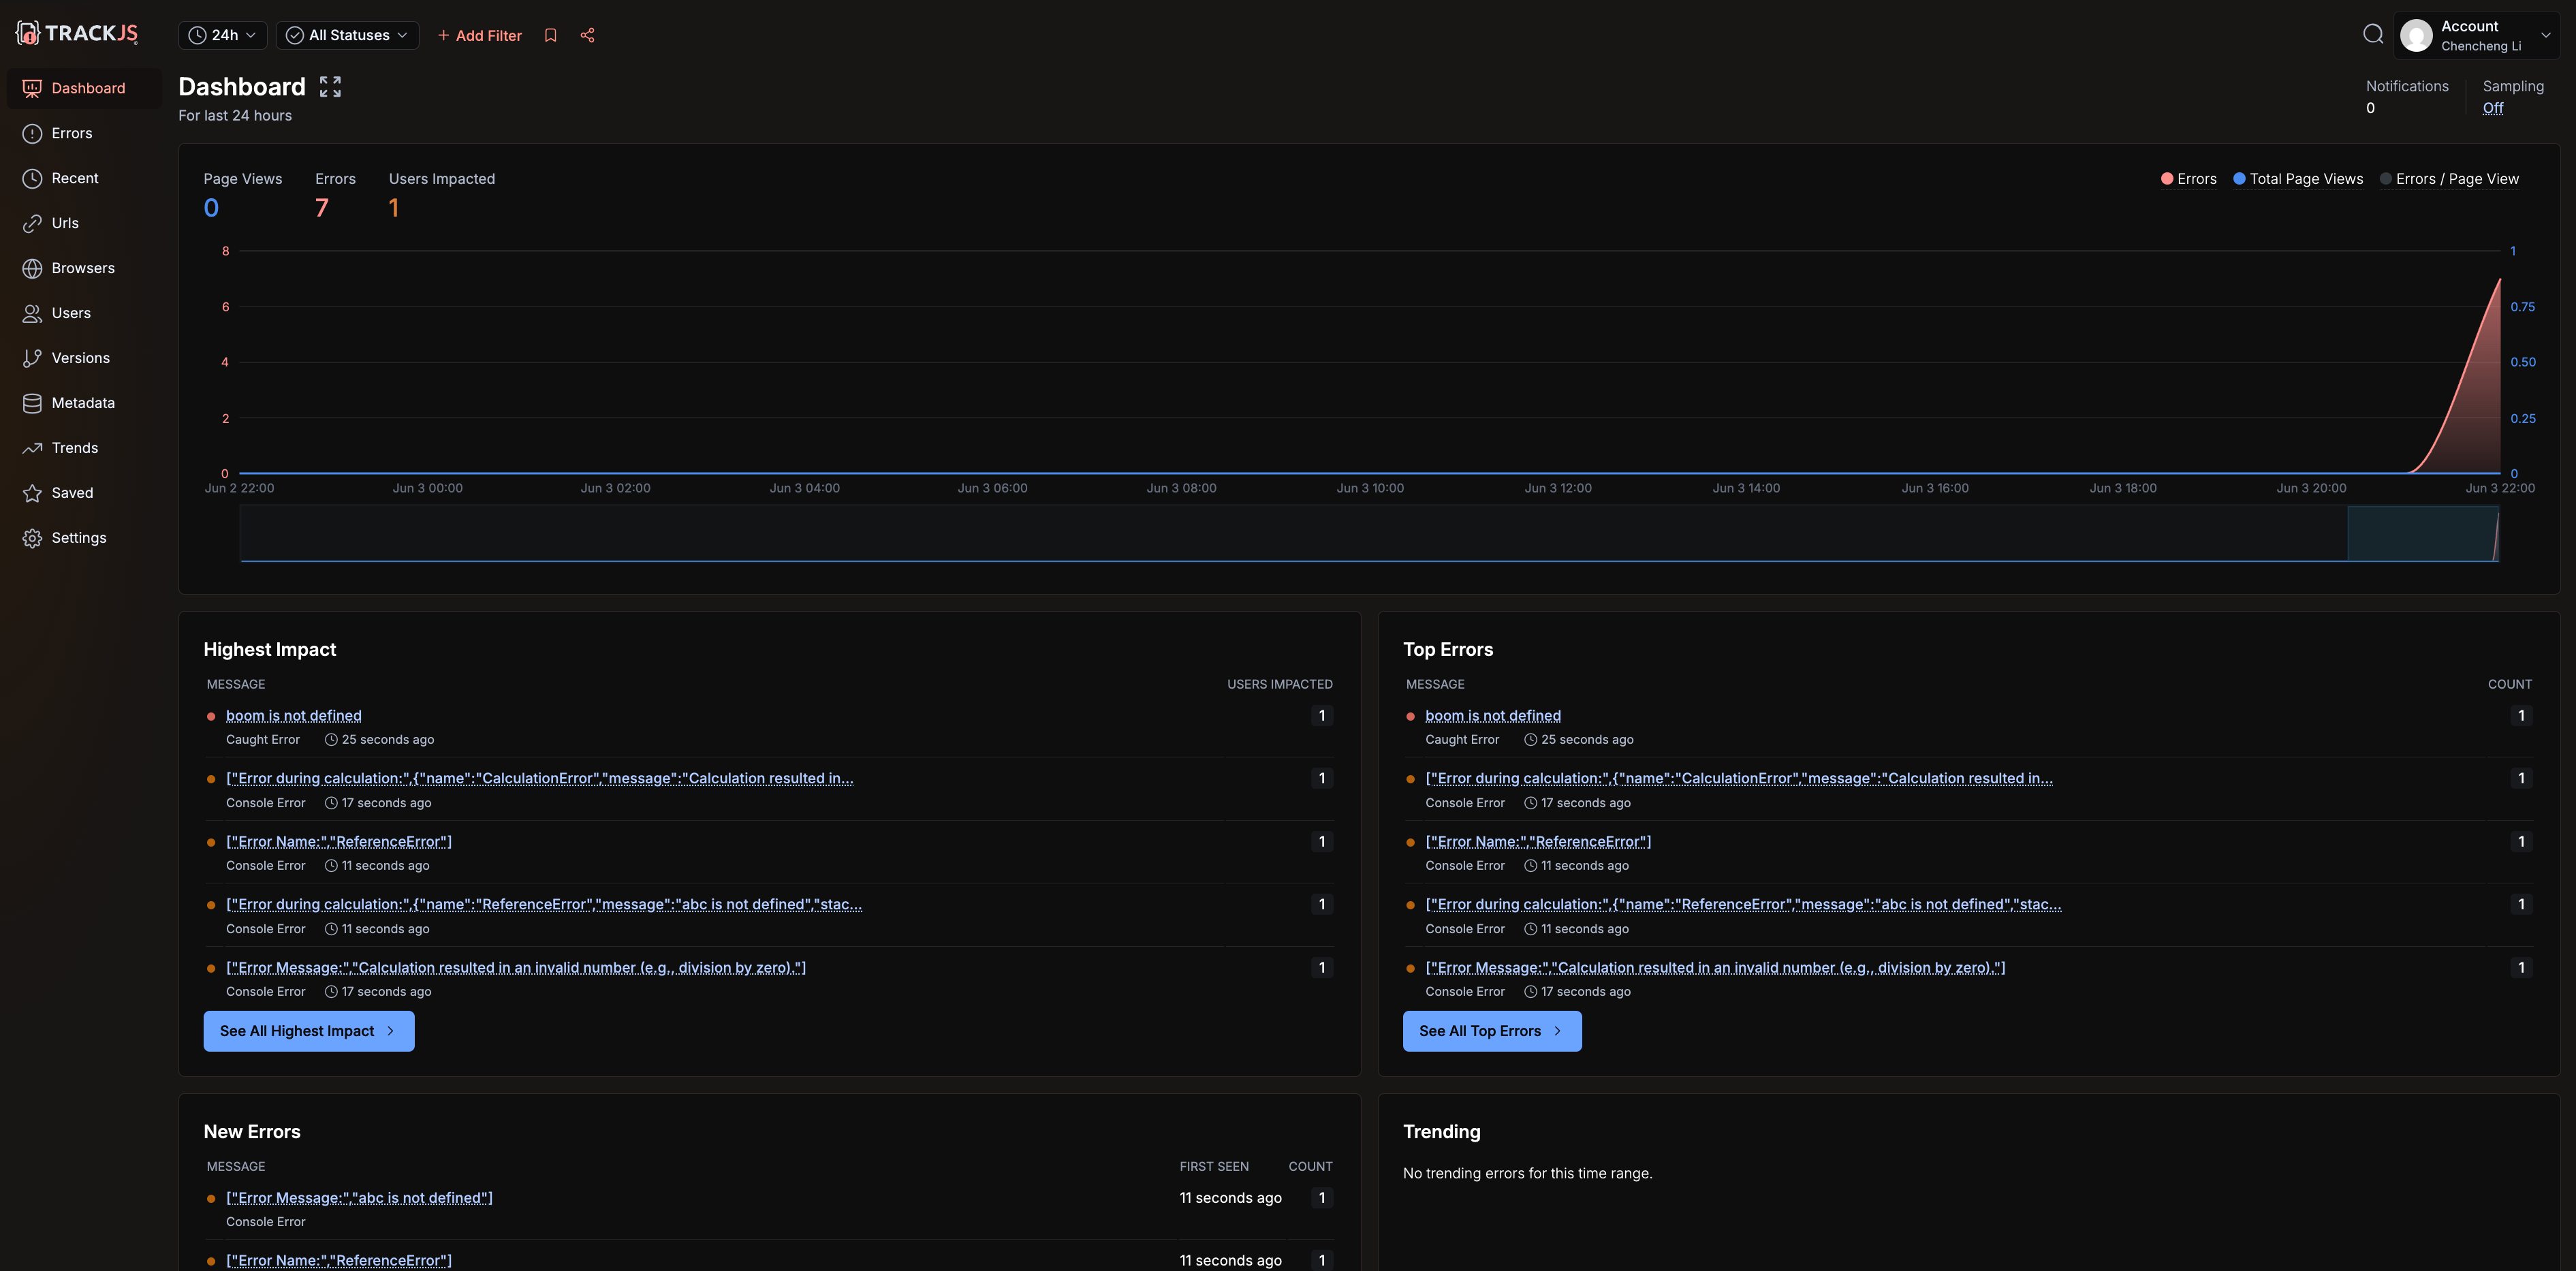 TRACKJS
24h
All Statuses
+ Add Filter
Account
Chencheng Li
Dashboard
Errors
Recent
Urls
Browsers
Users
Versions
Metadata
Trends
Saved
Settings
Dashboard
For last 24 hours
Notifications
0
Sampling
Off
Page Views
0
Errors
7
Users Impacted
1
Errors
Total Page Views
Errors / Page View
8
6
4
2
0
1
0.75
0.50
0.25
0
Jun 2 22:00
Jun 3 00:00
Jun 3 02:00
Jun 3 04:00
Jun 3 06:00
Jun 3 08:00
Jun 3 10:00
Jun 3 12:00
Jun 3 14:00
Jun 3 16:00
Jun 3 18:00
Jun 3 20:00
Jun 3 22:00
Highest Impact
MESSAGE USERS IMPACTED
boom is not defined 1
Caught Error 25 seconds ago
["Error during calculation:",{"name":"CalculationError","message":"Calculation resulted in... 1
Console Error 17 seconds ago
["Error Name:","ReferenceError"] 1
Console Error 11 seconds ago
["Error during calculation:",{"name":"ReferenceError","message":"abc is not defined","stac... 1
Console Error 11 seconds ago
["Error Message:","Calculation resulted in an invalid number (e.g., division by zero)."] 1
Console Error 17 seconds ago
See All Highest Impact
Top Errors
MESSAGE COUNT
boom is not defined 1
Caught Error 25 seconds ago
["Error during calculation:",{"name":"CalculationError","message":"Calculation resulted in... 1
Console Error 17 seconds ago
["Error Name:","ReferenceError"] 1
Console Error 11 seconds ago
["Error during calculation:",{"name":"ReferenceError","message":"abc is not defined","stac... 1
Console Error 11 seconds ago
["Error Message:","Calculation resulted in an invalid number (e.g., division by zero)."] 1
Console Error 17 seconds ago
See All Top Errors
New Errors
MESSAGE FIRST SEEN COUNT
["Error Message:","abc is not defined"] 11 seconds ago 1
Console Error
["Error Name:","ReferenceError"] 11 seconds ago 1
Trending
No trending errors for this time range.